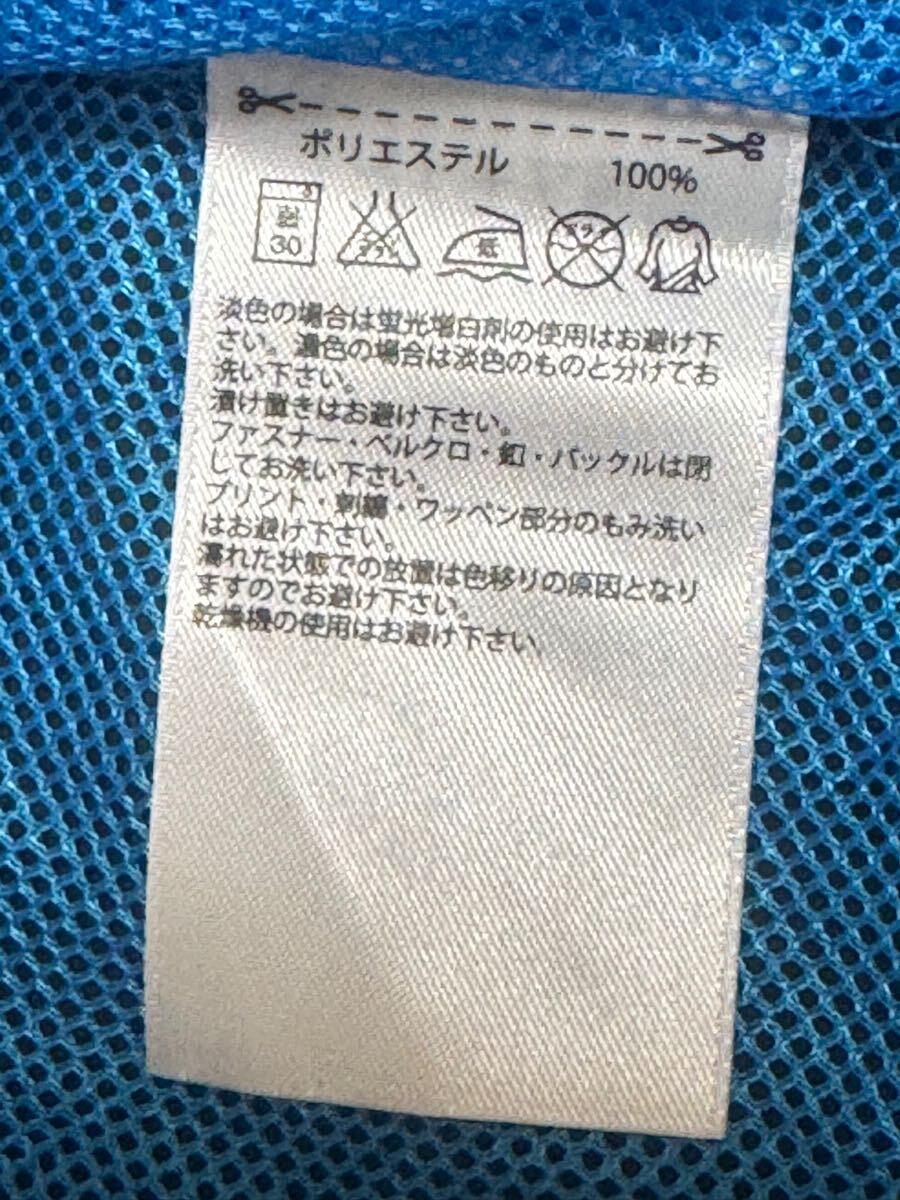 ポリエステル 100%
弱 30
エンソサラシ
低
ドライ
淡色の場合は蛍光増白剤の使用はお避け下
さい。濃色の場合は淡色のものと分けてお
洗い下さい。
漬け置きはお避け下さい。
ファスナー・ベルクロ・釦・バックルは閉
じてお洗い下さい。
プリント・刺繍・ワッペン部分のもみ洗い
はお避け下さい。
濡れた状態での放置は色移りの原因となり
ますのでお避け下さい。
乾燥機の使用はお避け下さい。